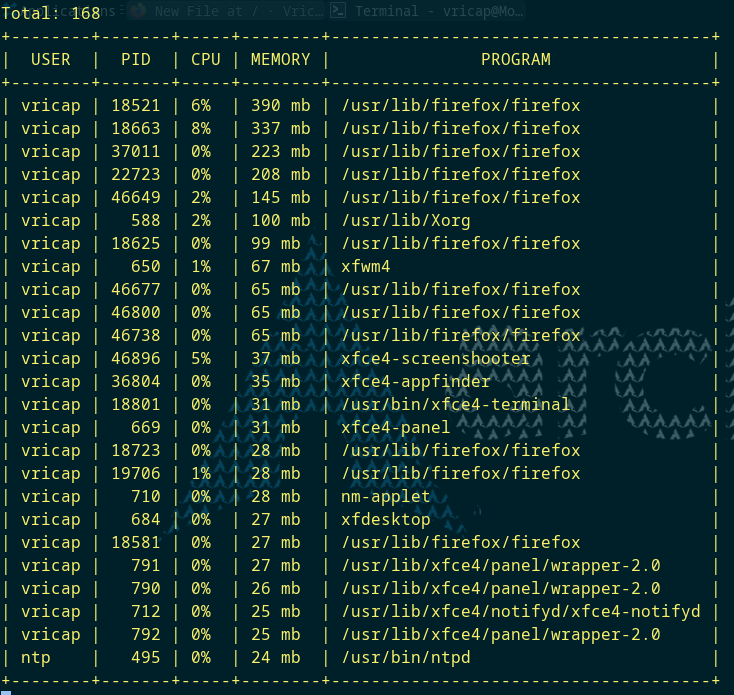 Applications
New File at / · Vric...
Terminal - vricap@Mo...
Total: 168
+--------+-------+-----+--------+--------------------------------------+
|  USER  |  PID  | CPU | MEMORY |               PROGRAM                |
+--------+-------+-----+--------+--------------------------------------+
| vricap | 18521 | 6%  | 390 mb | /usr/lib/firefox/firefox             |
| vricap | 18663 | 8%  | 337 mb | /usr/lib/firefox/firefox             |
| vricap | 37011 | 0%  | 223 mb | /usr/lib/firefox/firefox             |
| vricap | 22723 | 0%  | 208 mb | /usr/lib/firefox/firefox             |
| vricap | 46649 | 2%  | 145 mb | /usr/lib/firefox/firefox             |
| vricap |   588 | 2%  | 100 mb | /usr/lib/Xorg                        |
| vricap | 18625 | 0%  | 99 mb  | /usr/lib/firefox/firefox             |
| vricap |   650 | 1%  | 67 mb  | xfwm4                                |
| vricap | 46677 | 0%  | 65 mb  | /usr/lib/firefox/firefox             |
| vricap | 46800 | 0%  | 65 mb  | /usr/lib/firefox/firefox             |
| vricap | 46738 | 0%  | 65 mb  | /usr/lib/firefox/firefox             |
| vricap | 46896 | 5%  | 37 mb  | xfce4-screenshooter                  |
| vricap | 36804 | 0%  | 35 mb  | xfce4-appfinder                      |
| vricap | 18801 | 0%  | 31 mb  | /usr/bin/xfce4-terminal              |
| vricap |   669 | 0%  | 31 mb  | xfce4-panel                          |
| vricap | 18723 | 0%  | 28 mb  | /usr/lib/firefox/firefox             |
| vricap | 19706 | 1%  | 28 mb  | /usr/lib/firefox/firefox             |
| vricap |   710 | 0%  | 28 mb  | nm-applet                            |
| vricap |   684 | 0%  | 27 mb  | xfdesktop                            |
| vricap | 18581 | 0%  | 27 mb  | /usr/lib/firefox/firefox             |
| vricap |   791 | 0%  | 27 mb  | /usr/lib/xfce4/panel/wrapper-2.0     |
| vricap |   790 | 0%  | 26 mb  | /usr/lib/xfce4/panel/wrapper-2.0     |
| vricap |   712 | 0%  | 25 mb  | /usr/lib/xfce4/notifyd/xfce4-notifyd |
| vricap |   792 | 0%  | 25 mb  | /usr/lib/xfce4/panel/wrapper-2.0     |
| ntp    |   495 | 0%  | 24 mb  | /usr/bin/ntpd                        |
+--------+-------+-----+--------+--------------------------------------+